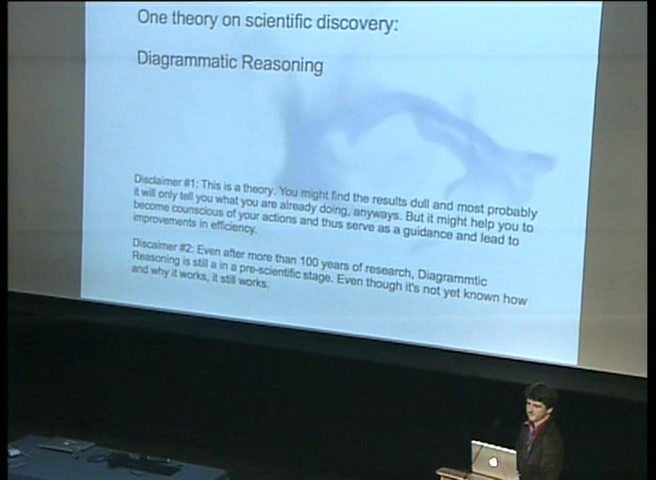 One theory on scientific discovery:
Diagrammatic Reasoning
Disclaimer #1: This is a theory. You might find the results dull and most probably
it will only tell you what you are already doing, anyways. But it might help you to
become counscious of your actions and thus serve as a guidance and lead to
improvements in efficiency.
Discaimer #2: Even after more than 100 years of research, Diagrammtic
Reasoning is still a in a pre-scientific stage. Even though it's not yet known how
and why it works, it still works.